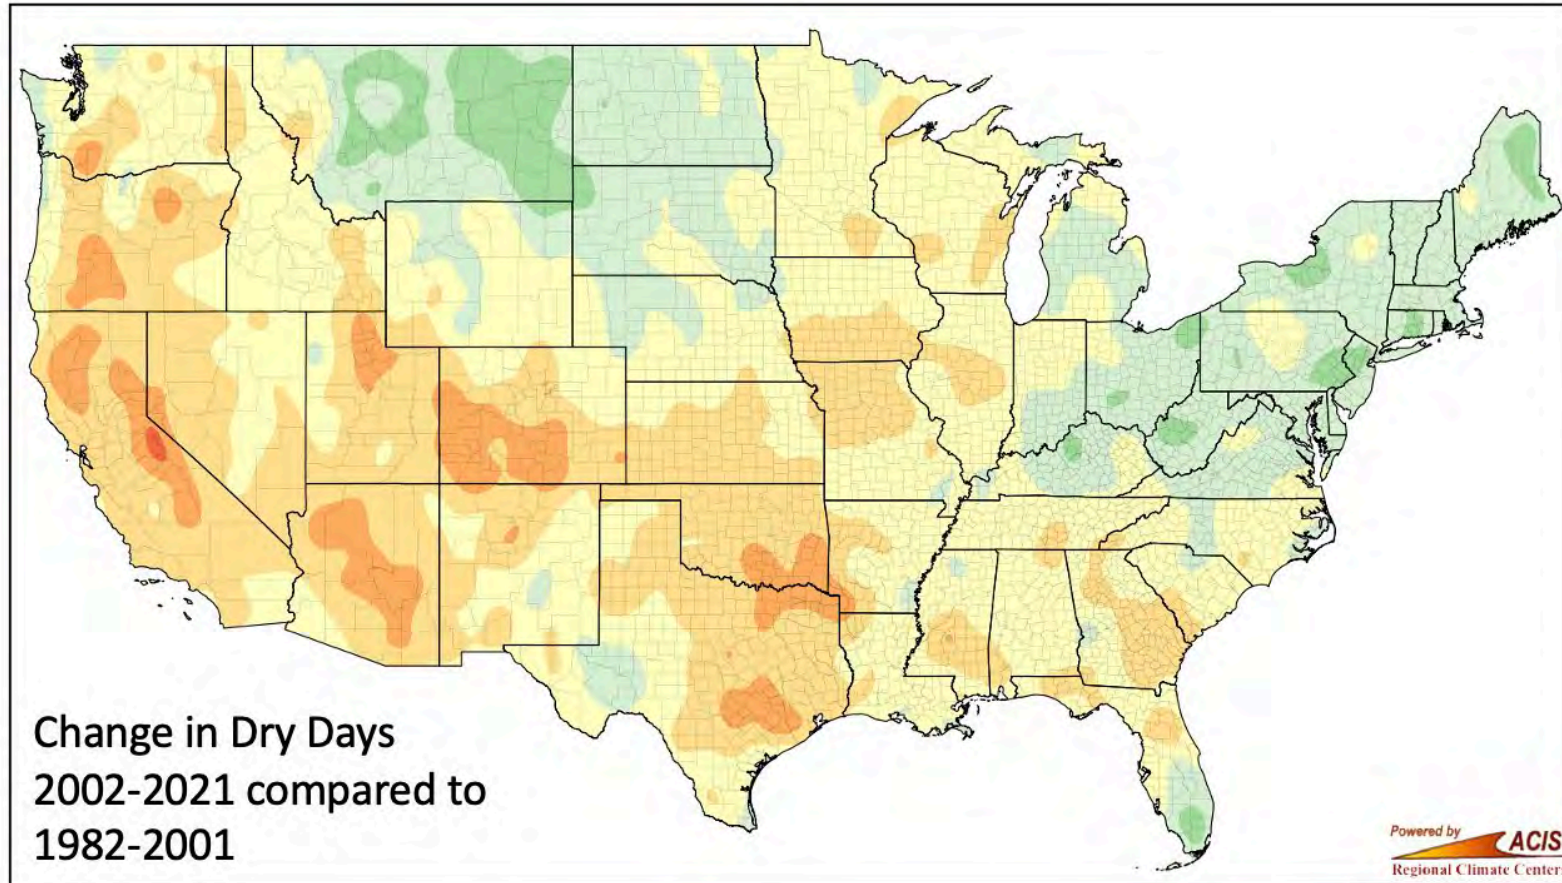 Change in Dry Days
2002-2021 compared to
1982-2001
Powered by
ACIS
Regional Climate Center